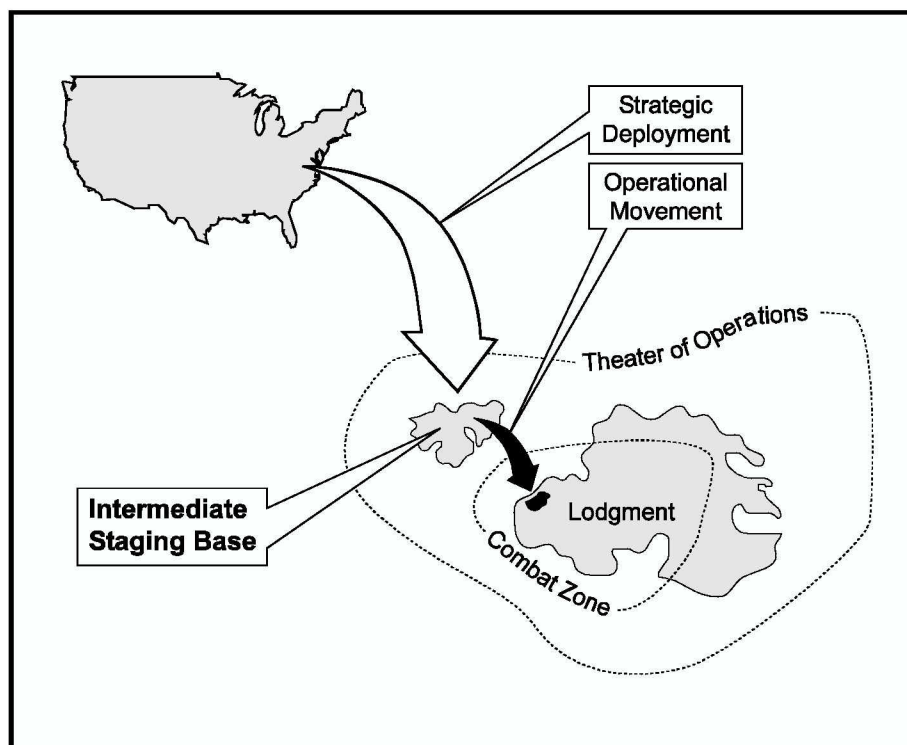 Strategic
Deployment
Operational
Movement
Theater of Operations
Intermediate
Staging Base
Lodgment
Combat Zone